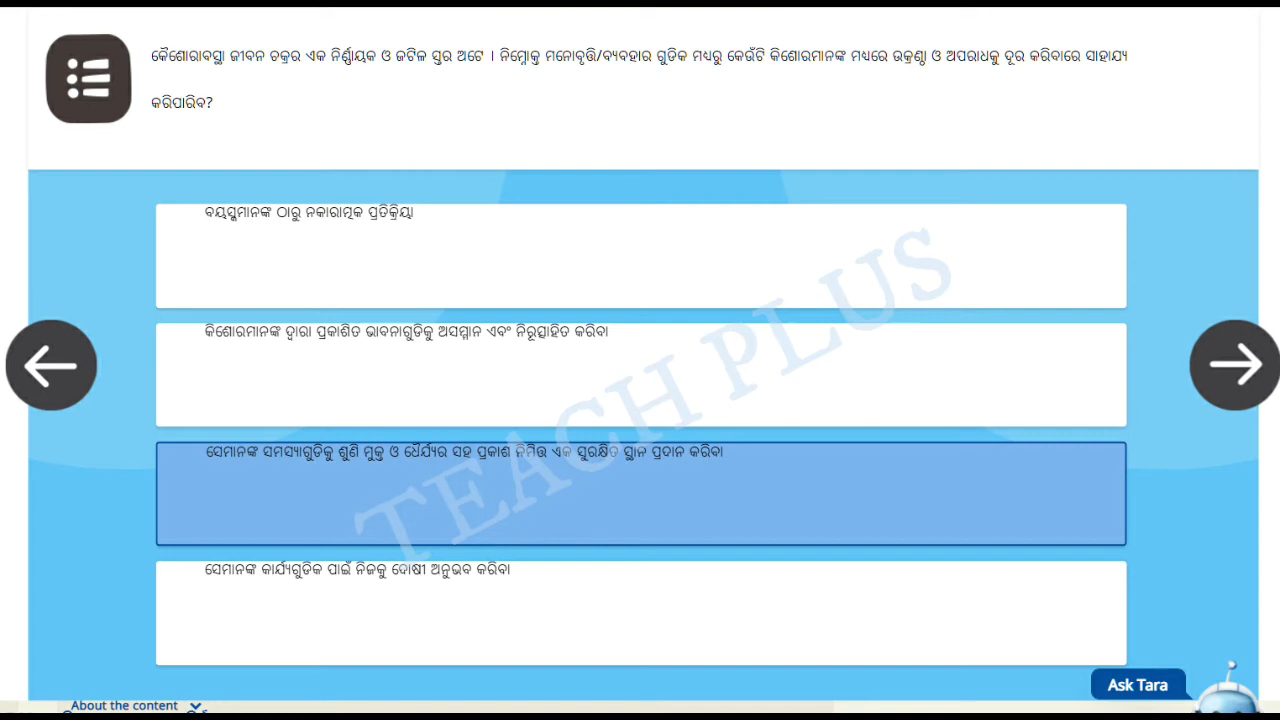 କୈଶୋରାବସ୍ଥା ଜୀବନ ଚକ୍ରର ଏକ ନିର୍ଣ୍ଣାୟକ ଓ ଜଟିଳ ସ୍ତର ଅଟେ । ନିମ୍ନୋକ୍ତ ମନୋବୃତ୍ତି/ବ୍ୟବହାର ଗୁଡିକ ମଧ୍ୟରୁ କେଉଁଟି କିଶୋରମାନଙ୍କ ମଧ୍ୟରେ ଉତ୍କଣ୍ଠା ଓ ଅପରାଧକୁ ଦୂର କରିବାରେ ସାହାଯ୍ୟ
କରିପାରିବ?
ବୟସ୍କମାନଙ୍କ ଠାରୁ ନକାରାତ୍ମକ ପ୍ରତିକ୍ରିୟା
କିଶୋରମାନଙ୍କ ଦ୍ୱାରା ପ୍ରକାଶିତ ଭାବନାଗୁଡିକୁ ଅସମ୍ମାନ ଏବଂ ନିରୁତ୍ସାହିତ କରିବା
ସେମାନଙ୍କ ସମସ୍ୟାଗୁଡିକୁ ଶୁଣି ମୁକ୍ତ ଓ ଧୈର୍ଯ୍ୟର ସହ ପ୍ରକାଶ ନିମିତ୍ତ ଏକ ସୁରକ୍ଷିତ ସ୍ଥାନ ପ୍ରଦାନ କରିବା
ସେମାନଙ୍କ କାର୍ଯ୍ୟଗୁଡିକ ପାଇଁ ନିଜକୁ ଦୋଷୀ ଅନୁଭବ କରିବା
TEACH PLUS
Ask Tara
About the content